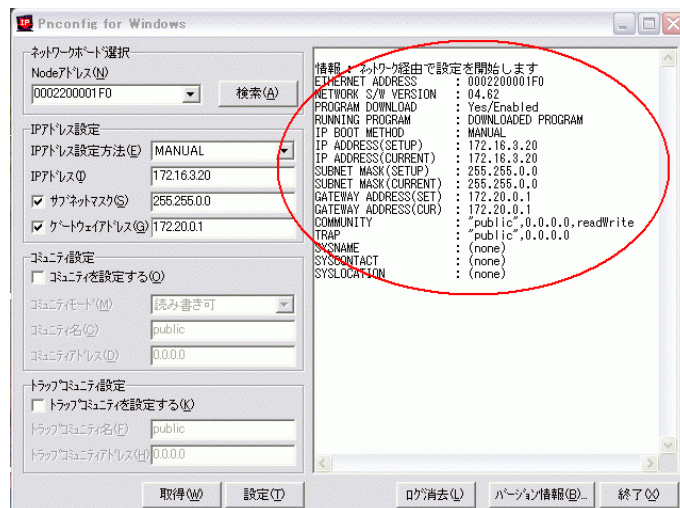 Pnconfig for Windows
ネットワークボード選択
Nodeアドレス(N)
0002200001F0
検索(A)
IPアドレス設定
IPアドレス設定方法(E) MANUAL
IPアドレス(I) 172.16.3.20
サブネットマスク(S) 255.255.0.0
ゲートウェイアドレス(G) 172.20.0.1
コミュニティ設定
コミュニティを設定する(O)
コミュニティモード(M) 読み書き可
コミュニティ名(C) public
コミュニティアドレス(D) 0.0.0.0
トラップコミュニティ設定
トラップコミュニティを設定する(K)
トラップコミュニティ名(F) public
トラップコミュニティアドレス(H) 0.0.0.0
取得(W)
設定(T)
情報 : ネットワーク経由で設定を開始します
ETHERNET ADDRESS : 0002200001F0
NETWORK S/W VERSION : 04.62
PROGRAM DOWNLOAD : Yes/Enabled
RUNNING PROGRAM : DOWNLOADED PROGRAM
IP BOOT METHOD : MANUAL
IP ADDRESS(SETUP) : 172.16.3.20
IP ADDRESS(CURRENT) : 172.16.3.20
SUBNET MASK(SETUP) : 255.255.0.0
SUBNET MASK(CURRENT) : 255.255.0.0
GATEWAY ADDRESS(SET) : 172.20.0.1
GATEWAY ADDRESS(CUR) : 172.20.0.1
COMMUNITY : "public",0.0.0.0,readWrite
TRAP : "public",0.0.0.0
SYSNAME : (none)
SYSCONTACT : (none)
SYSLOCATION : (none)
ログ消去(L)
バージョン情報(B)...
終了(X)